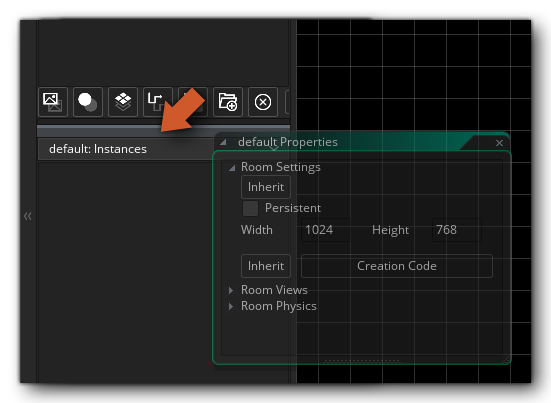 default: Instances
default Properties
Room Settings
Inherit
Persistent
Width 1024 Height 768
Inherit Creation Code
Room Views
Room Physics